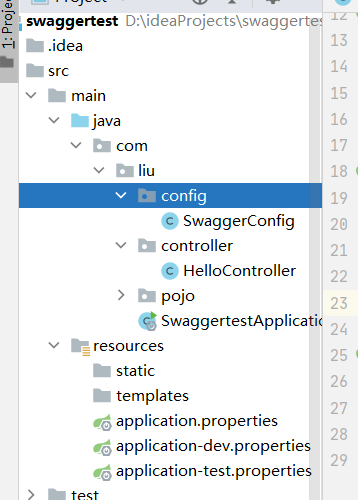 Project
1: Project
swaggertest D:\ideaProjects\swaggertes
.idea
src
main
java
com
liu
config
SwaggerConfig
controller
HelloController
pojo
SwaggertestApplicatio
resources
static
templates
application.properties
application-dev.properties
application-test.properties
test
12
13
14
15
16
17
18
19
20
21
22
23
24
25
26
27
28
29